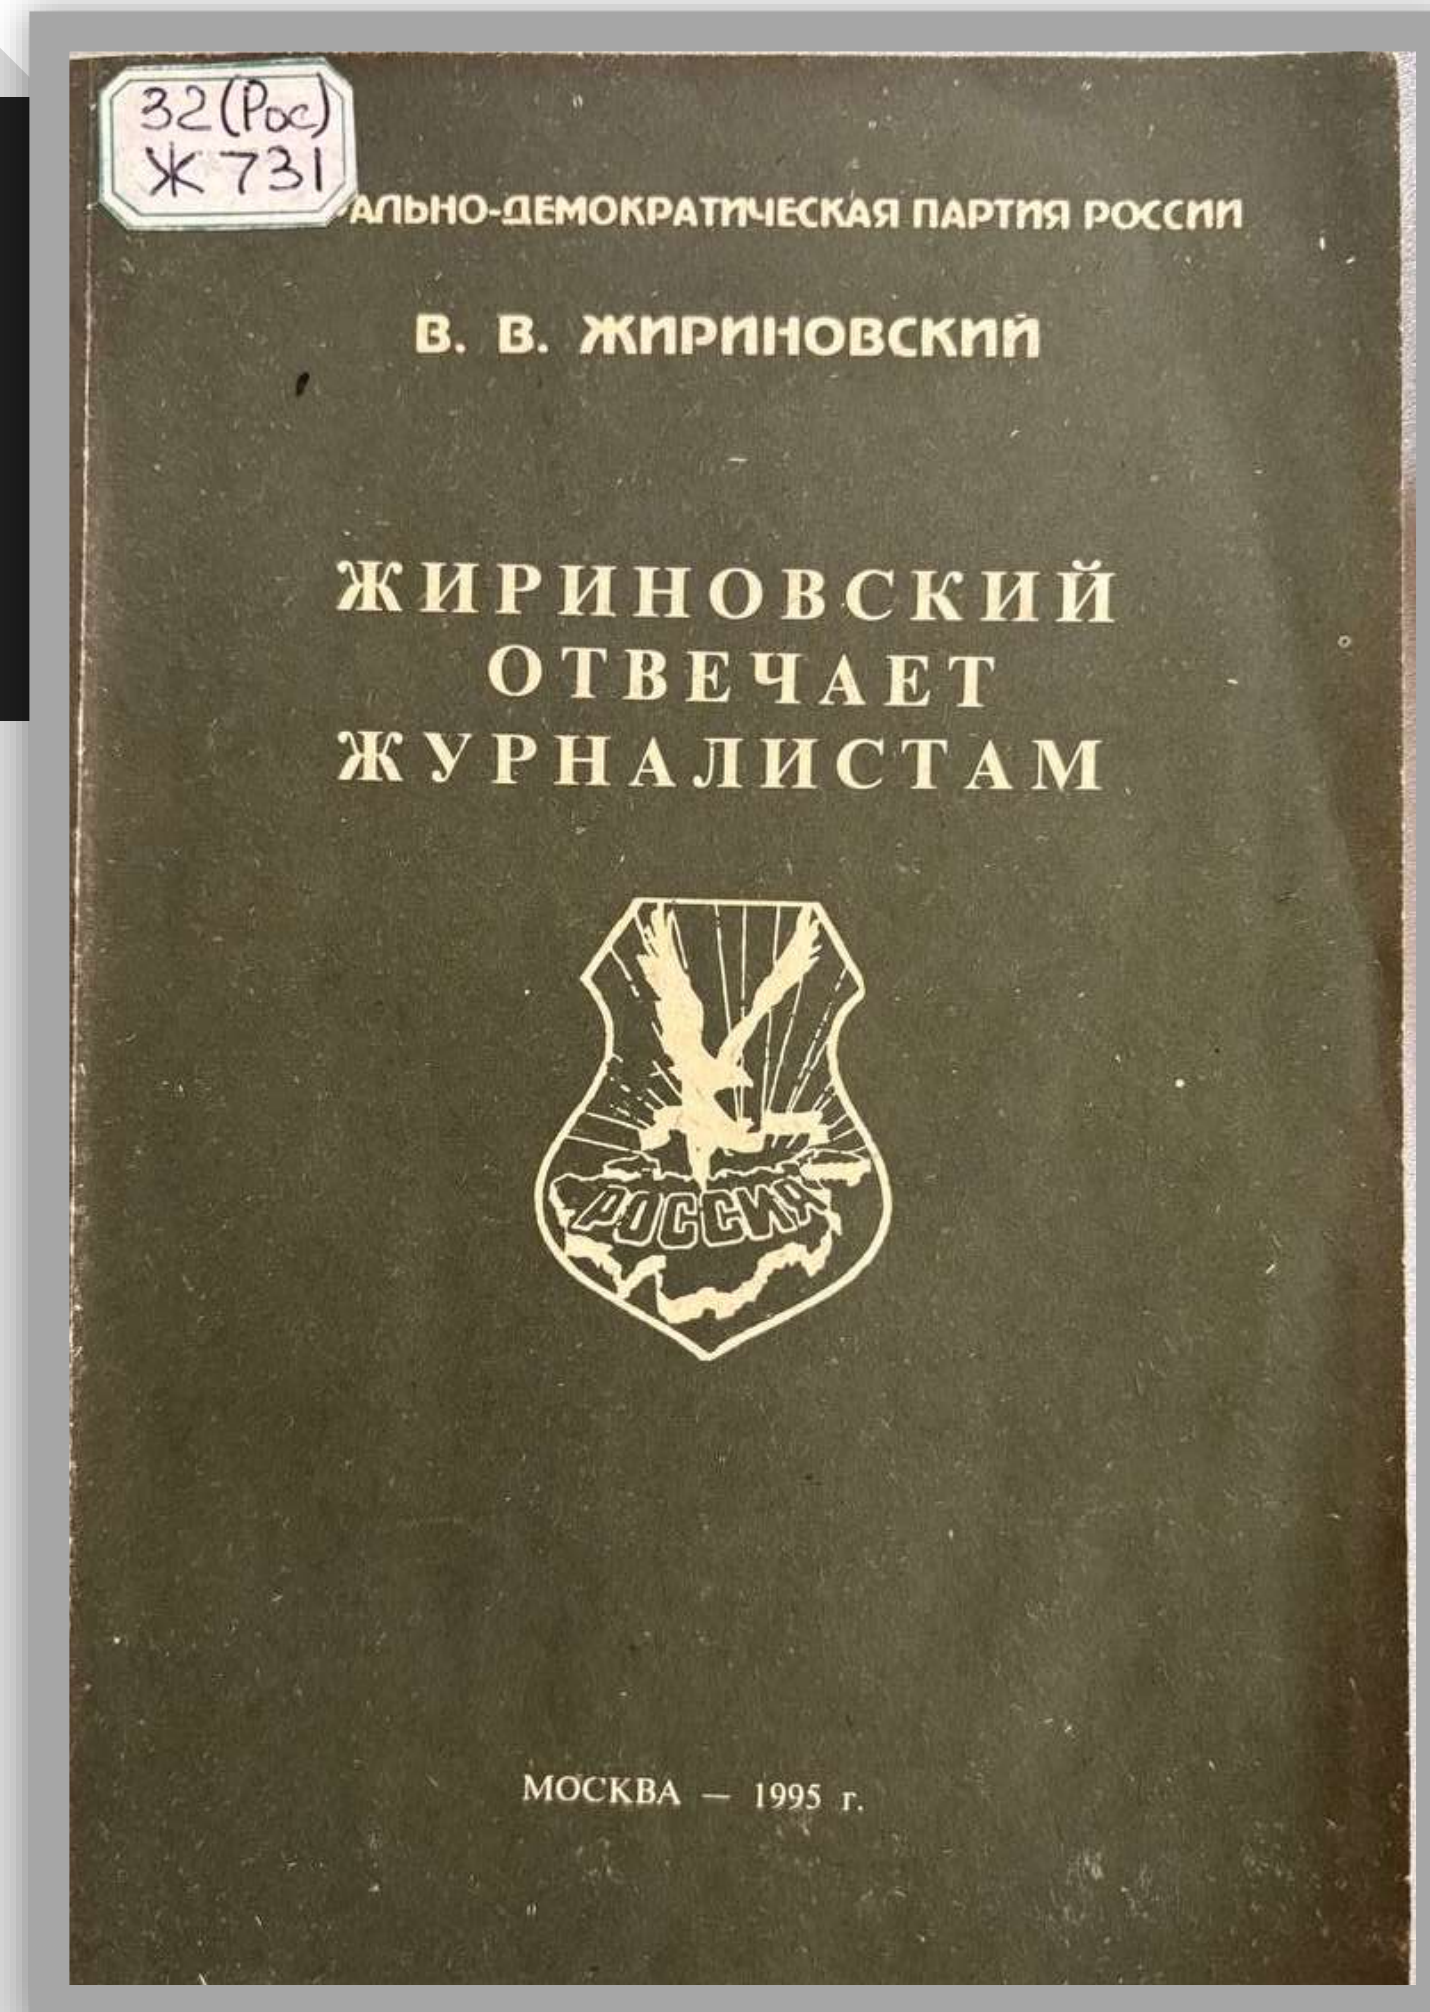 32(Рос)
Ж 731
АЛЬНО-ДЕМОКРАТИЧЕСКАЯ ПАРТИЯ РОССИИ
В. В. ЖИРИНОВСКИЙ
ЖИРИНОВСКИЙ
ОТВЕЧАЕТ
ЖУРНАЛИСТАМ
РОССИЯ
МОСКВА — 1995 г.